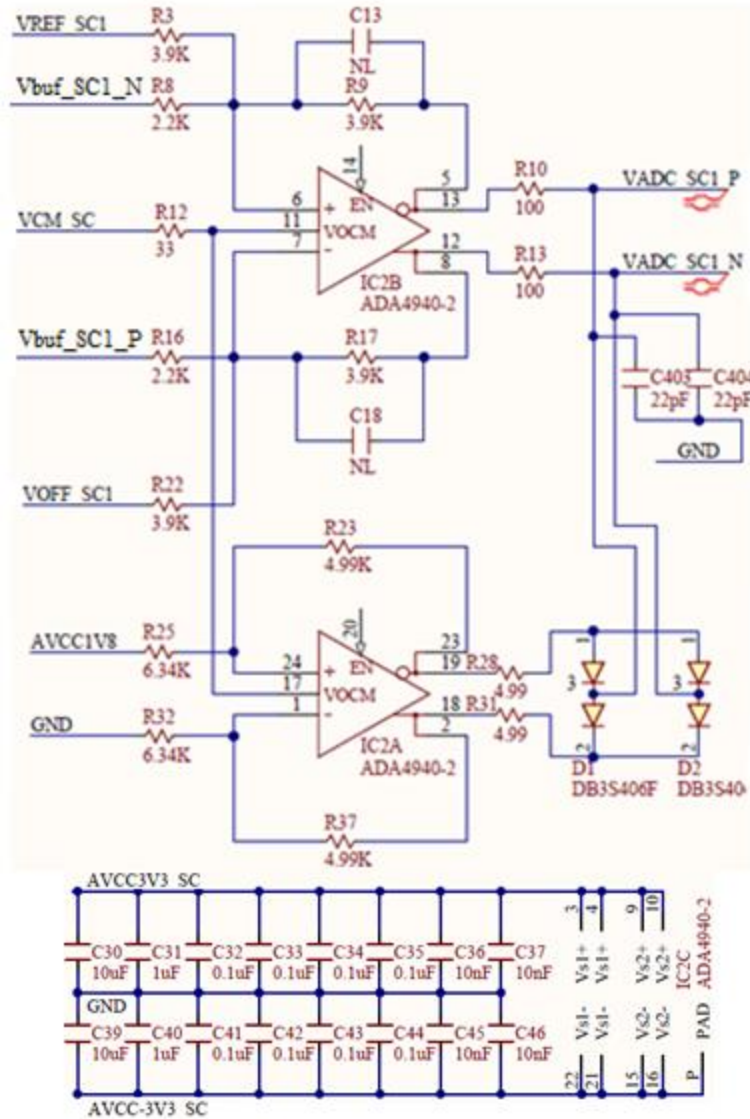 VREF_SC1
R3
3.9K
C13
NL
Vbuf_SC1_N
R8
2.2K
R9
3.9K
14
EN
5
13
R10
100
VADC_SC1_P
VCM_SC
R12
33
6
+
11
VOCM
7
-
12
8
R13
100
VADC_SC1_N
IC2B
ADA4940-2
Vbuf_SC1_P
R16
2.2K
R17
3.9K
C18
NL
C403
22pF
C404
22pF
GND
VOFF_SC1
R22
3.9K
R23
4.99K
AVCC1V8
R25
6.34K
20
EN
23
19
R28
4.99
24
+
17
VOCM
1
-
18
2
R31
4.99
GND
R32
6.34K
IC2A
ADA4940-2
1
3
2
D1
DB3S406F
1
3
2
D2
DB3S40
R37
4.99K
AVCC3V3_SC
C30
10uF
C31
1uF
C32
0.1uF
C33
0.1uF
C34
0.1uF
C35
0.1uF
C36
10nF
C37
10nF
GND
C39
10uF
C40
1uF
C41
0.1uF
C42
0.1uF
C43
0.1uF
C44
0.1uF
C45
10nF
C46
10nF
AVCC-3V3_SC
3
4
9
10
Vs1+
Vs1+
Vs2+
Vs2+
IC2C
ADA4940-2
Vs1-
Vs1-
Vs2-
Vs2-
PAD
22
21
15
16
P